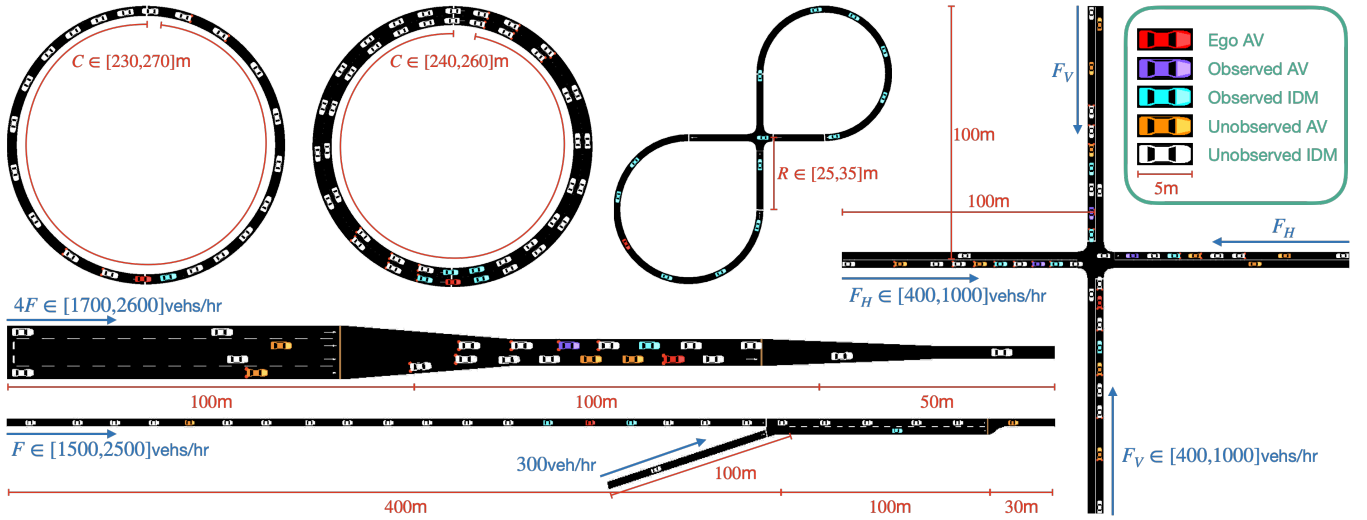 C ∈ [230,270]m
C ∈ [240,260]m
R ∈ [25,35]m
F_V
100m
100m
F_H
F_H ∈ [400,1000]vehs/hr
Ego AV
Observed AV
Observed IDM
Unobserved AV
Unobserved IDM
5m
4F ∈ [1700,2600]vehs/hr
100m
100m
50m
F ∈ [1500,2500]vehs/hr
300veh/hr
100m
400m
100m
30m
F_V ∈ [400,1000]vehs/hr